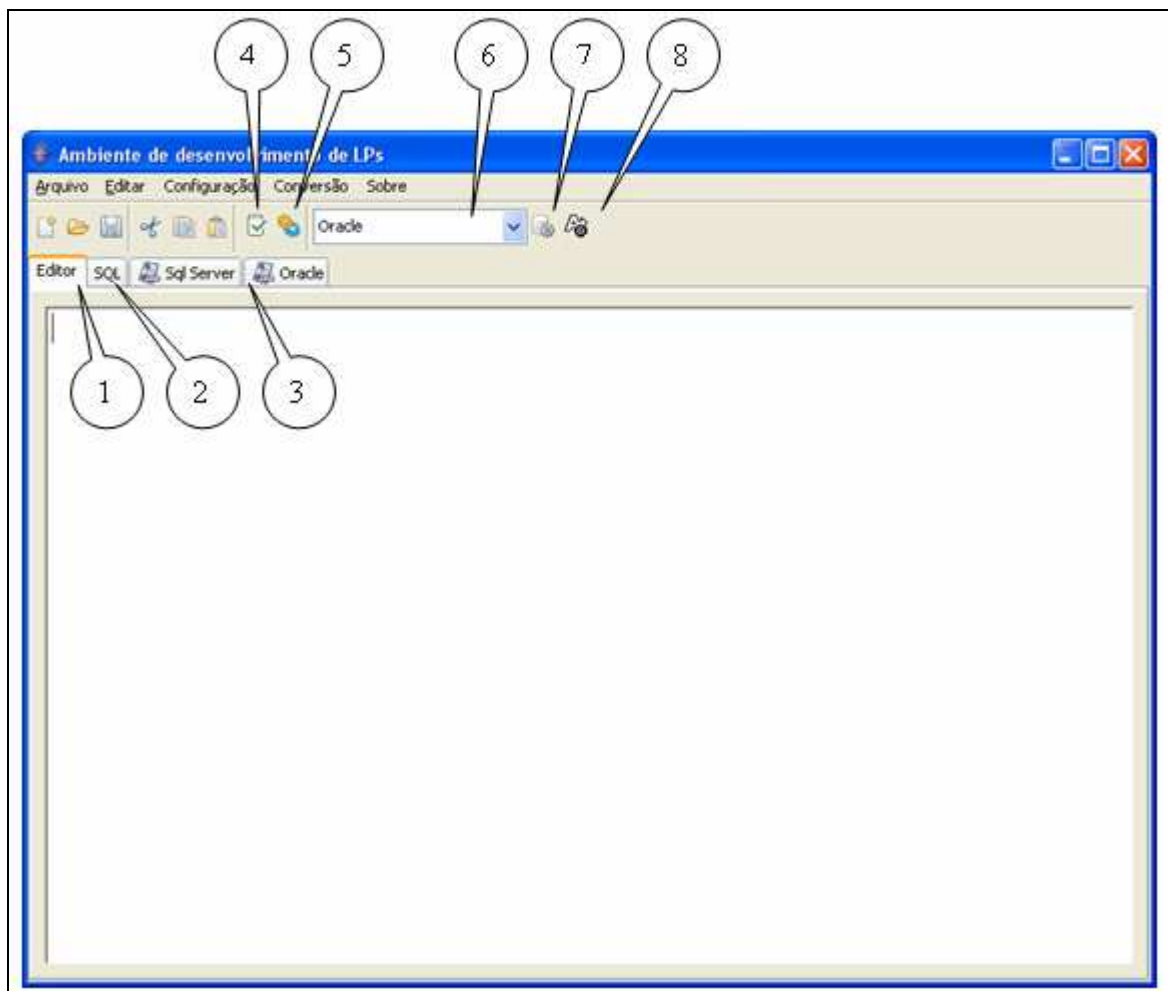 4 5 6 7 8
Ambiente de desenvolvimento de LPs
Arquivo Editar Configuração Conversão Sobre
Oracle
Editor SQL Sql Server Oracle
1 2 3